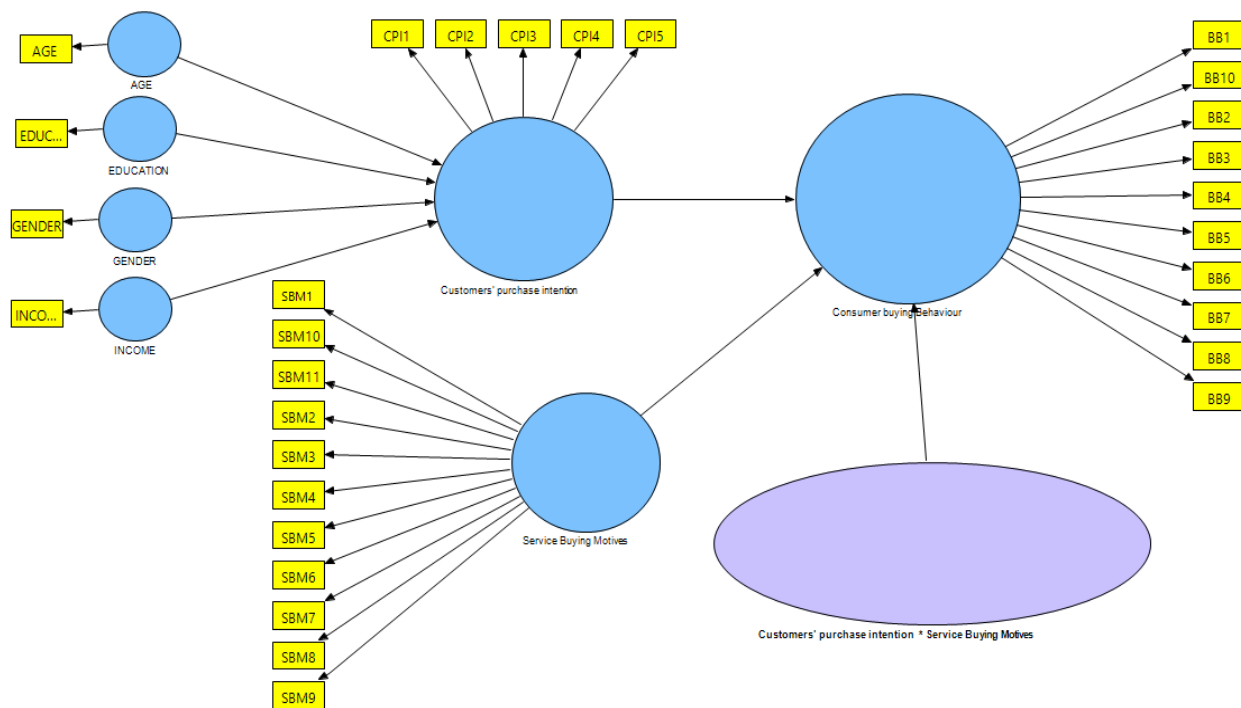 AGE
AGE
EDUC...
EDUCATION
GENDER
GENDER
INCO...
INCOME
CPI1
CPI2
CPI3
CPI4
CPI5
Customers' purchase intention
SBM1
SBM10
SBM11
SBM2
SBM3
SBM4
SBM5
SBM6
SBM7
SBM8
SBM9
Service Buying Motives
Consumer buying Behaviour
BB1
BB10
BB2
BB3
BB4
BB5
BB6
BB7
BB8
BB9
Customers' purchase intention * Service Buying Motives